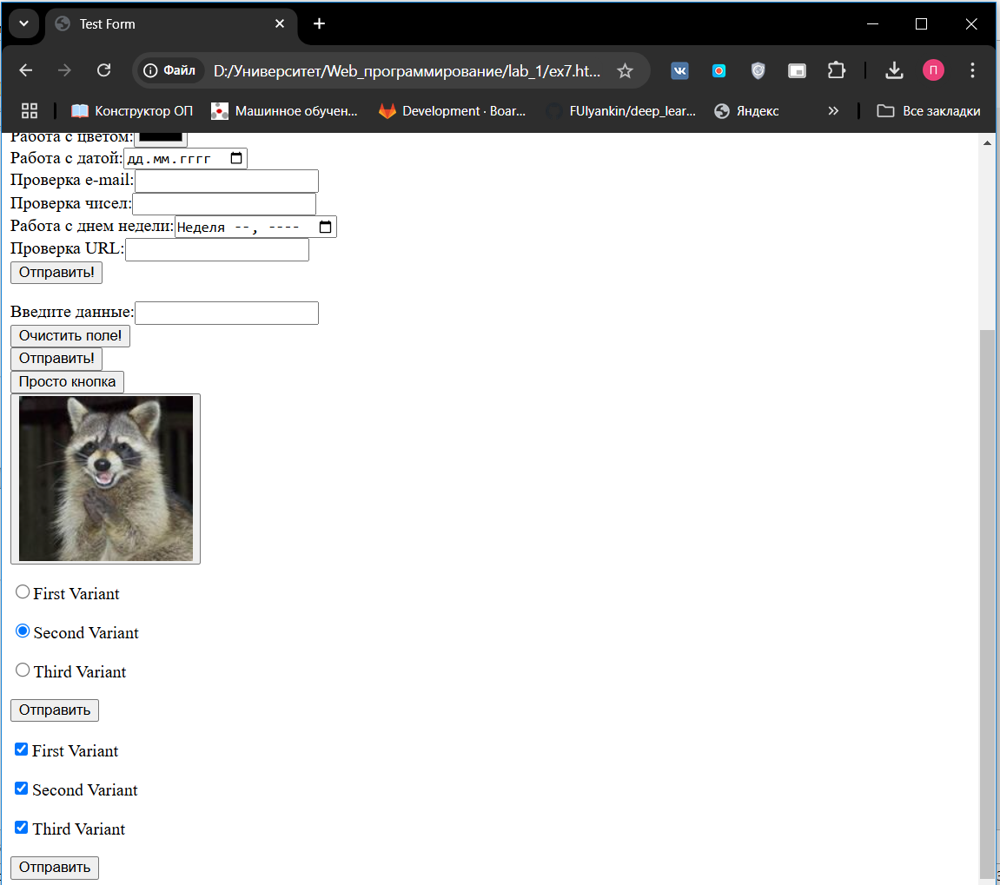 Test Form
Файл D:/Университет/Web_программирование/lab_1/ex7.ht...
П
Конструктор ОП Машинное обучен... Development · Boar... FUlyankin/deep_lear... Яндекс » Все закладки
Работа с цветом:
Работа с датой: дд.мм.гггг
Проверка e-mail:
Проверка чисел:
Работа с днем недели: Неделя --, ----
Проверка URL:
Отправить!
Введите данные:
Очистить поле!
Отправить!
Просто кнопка
First Variant
Second Variant
Third Variant
Отправить
First Variant
Second Variant
Third Variant
Отправить